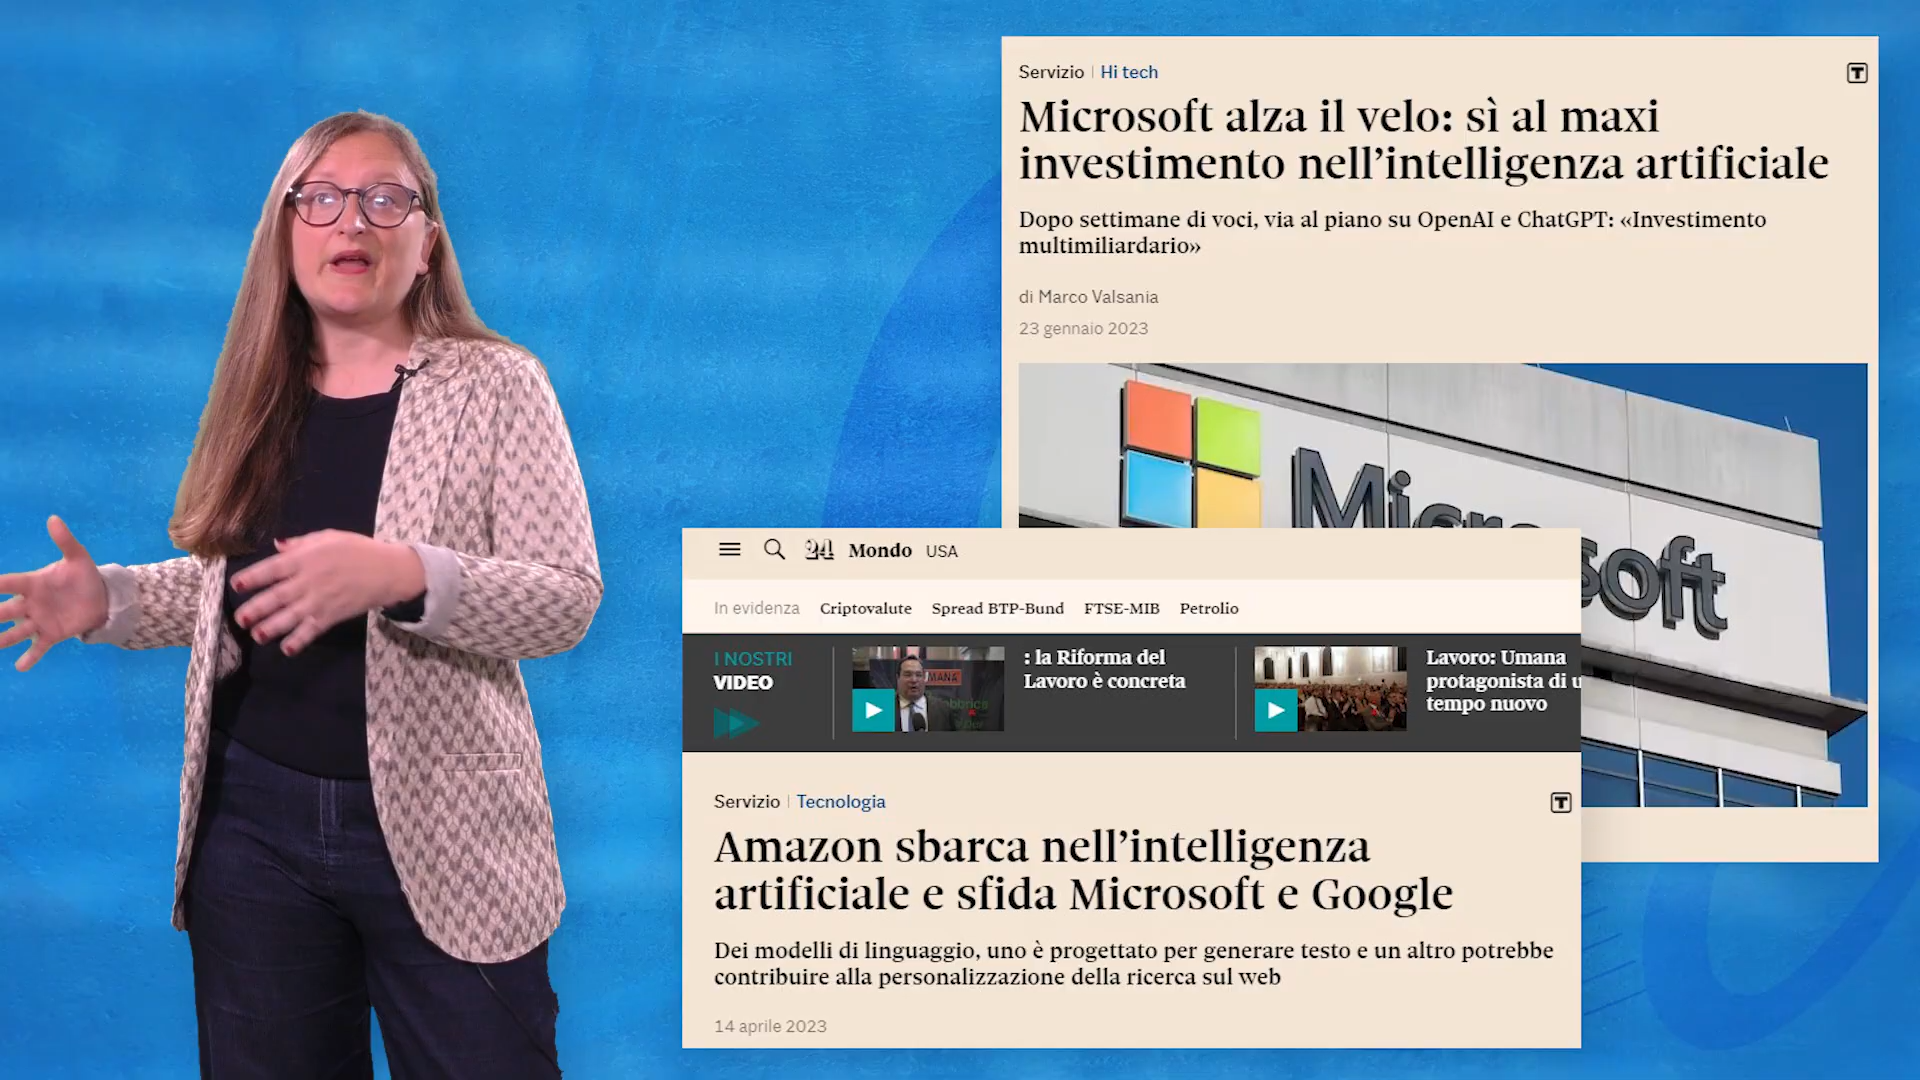 Servizio | Hi tech
T
Microsoft alza il velo: sì al maxi
investimento nell’intelligenza artificiale
Dopo settimane di voci, via al piano su OpenAI e ChatGPT: «Investimento
multimiliardario»
di Marco Valsania
23 gennaio 2023
Microsoft
24 Mondo USA
In evidenza Criptovalute Spread BTP-Bund FTSE-MIB Petrolio
I NOSTRI
VIDEO
: la Riforma del
Lavoro è concreta
Lavoro: Umana
protagonista di u
tempo nuovo
Servizio | Tecnologia
T
Amazon sbarca nell’intelligenza
artificiale e sfida Microsoft e Google
Dei modelli di linguaggio, uno è progettato per generare testo e un altro potrebbe
contribuire alla personalizzazione della ricerca sul web
14 aprile 2023